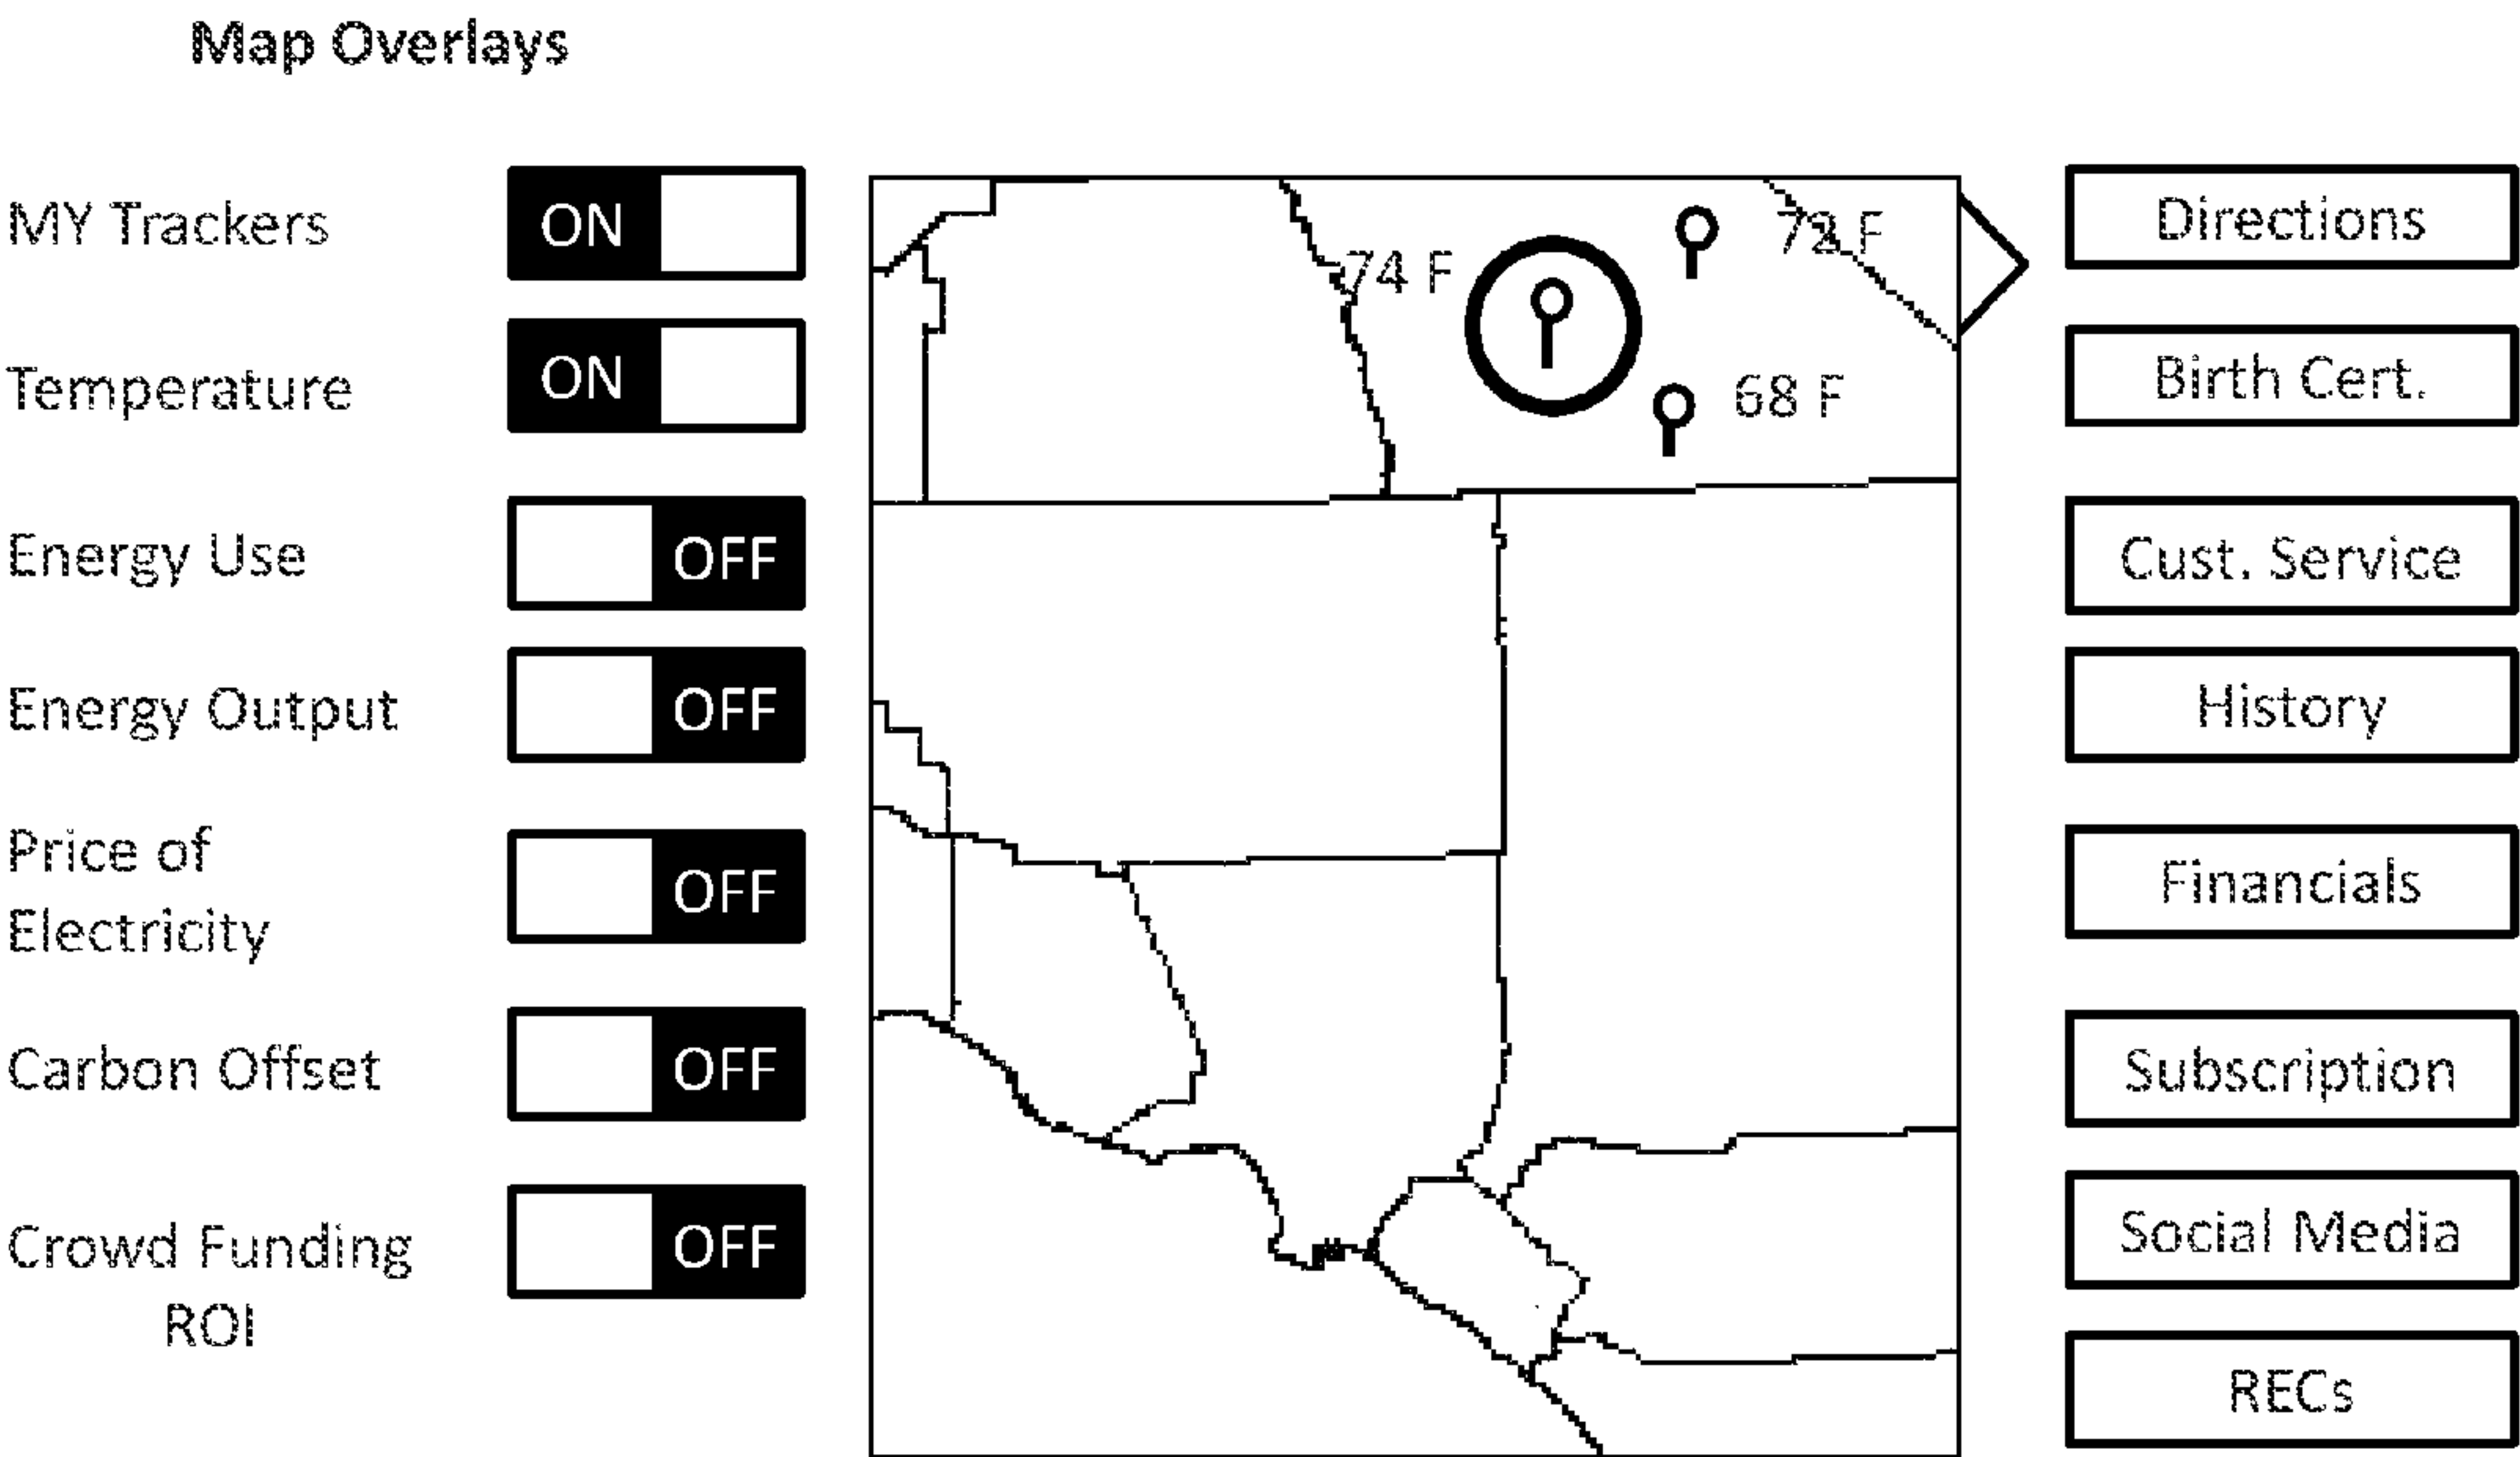 Map Overlays
MY Trackers
ON
Temperature
ON
Energy Use
OFF
Energy Output
OFF
Price of
Electricity
OFF
Carbon Offset
OFF
Crowd Funding
ROI
OFF
74 F
72 F
68 F
Directions
Birth Cert.
Cust. Service
History
Financials
Subscription
Social Media
RECs